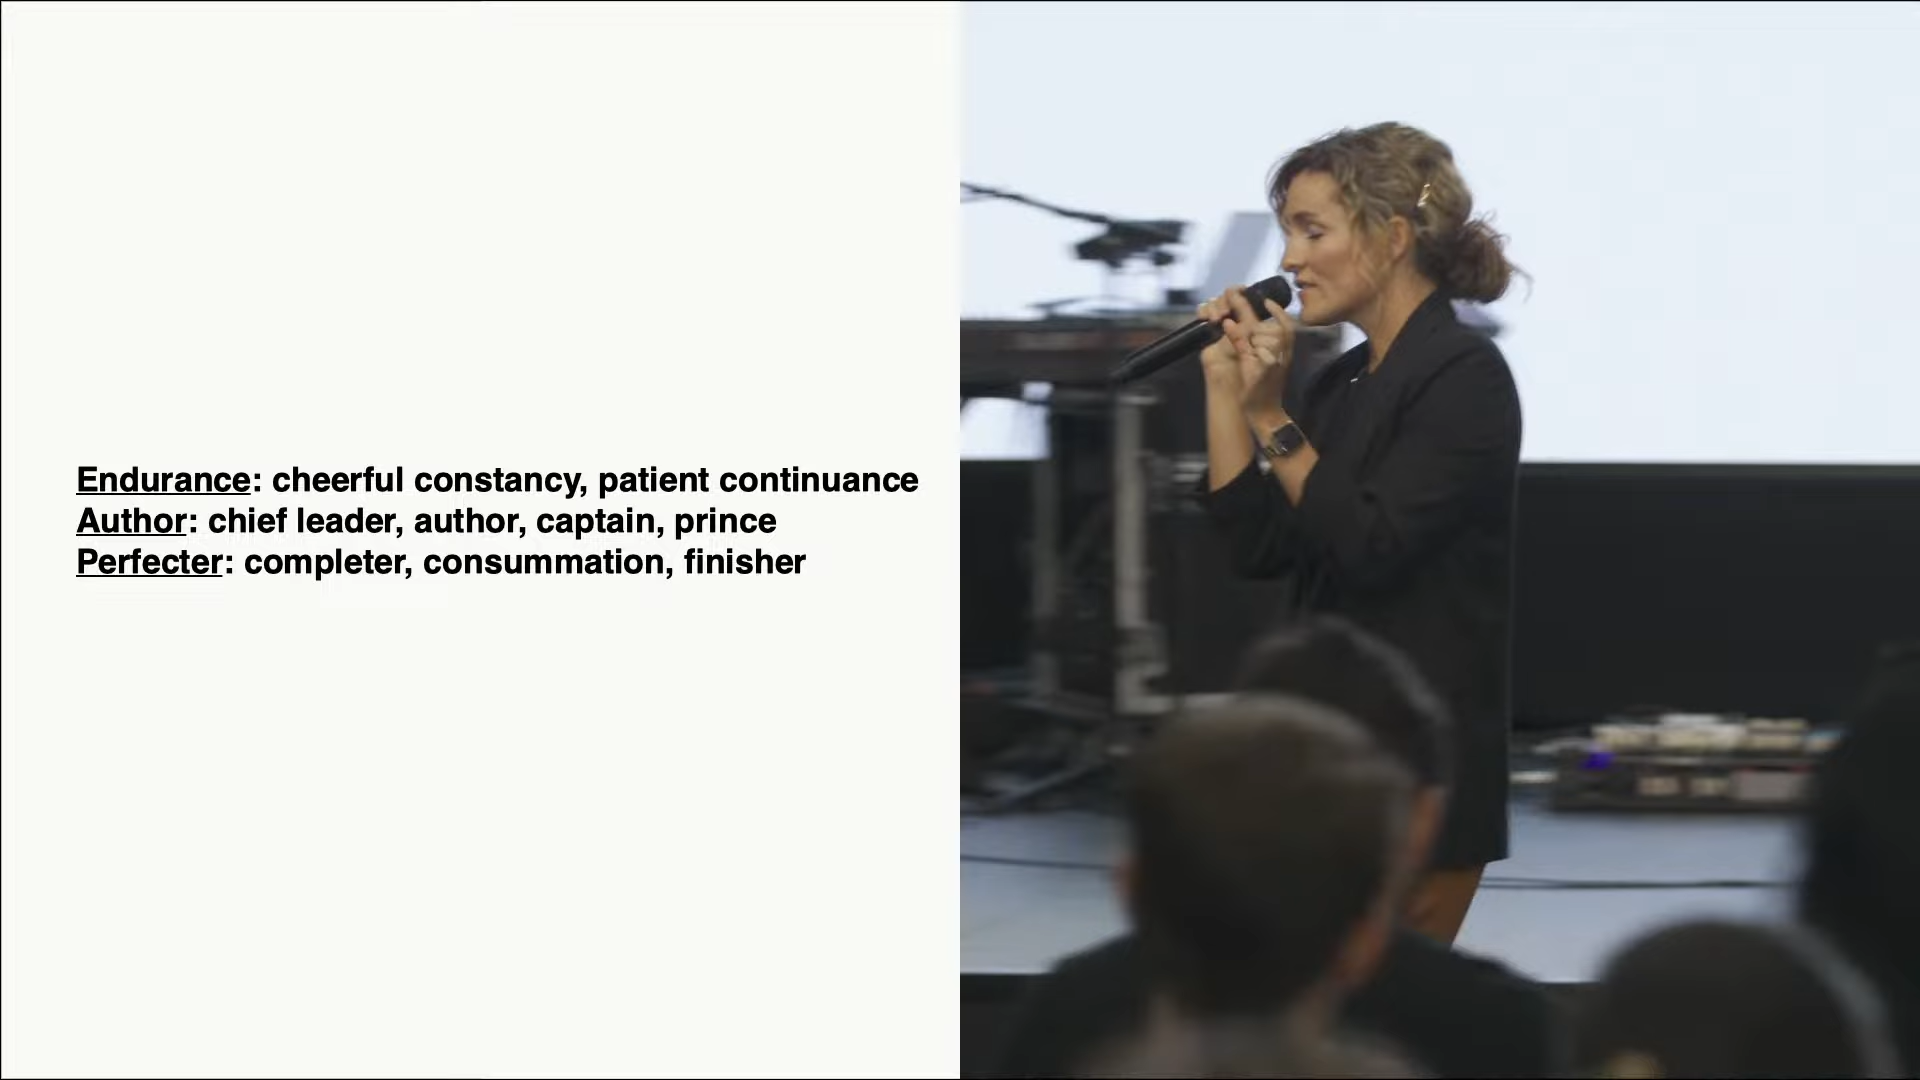 Endurance: cheerful constancy, patient continuance
Author: chief leader, author, captain, prince
Perfecter: completer, consummation, finisher